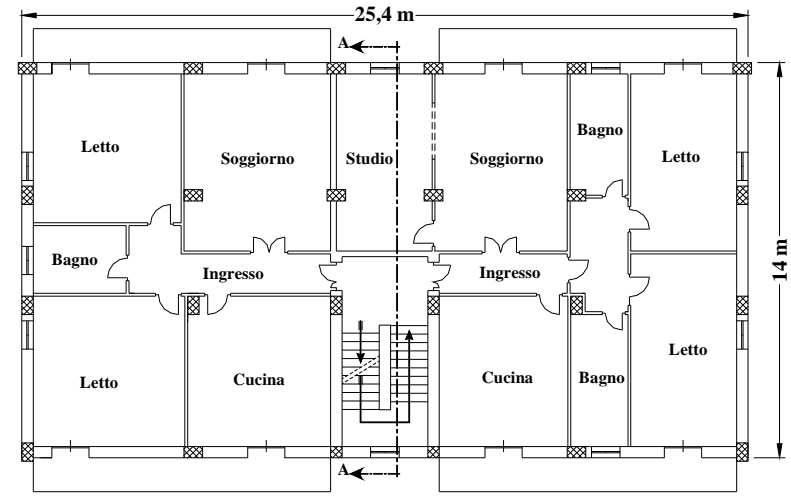 25,4 m
A
Letto
Soggiorno
Studio
Soggiorno
Bagno
Letto
14 m
Bagno
Ingresso
Ingresso
Letto
Cucina
Cucina
Bagno
Letto
A